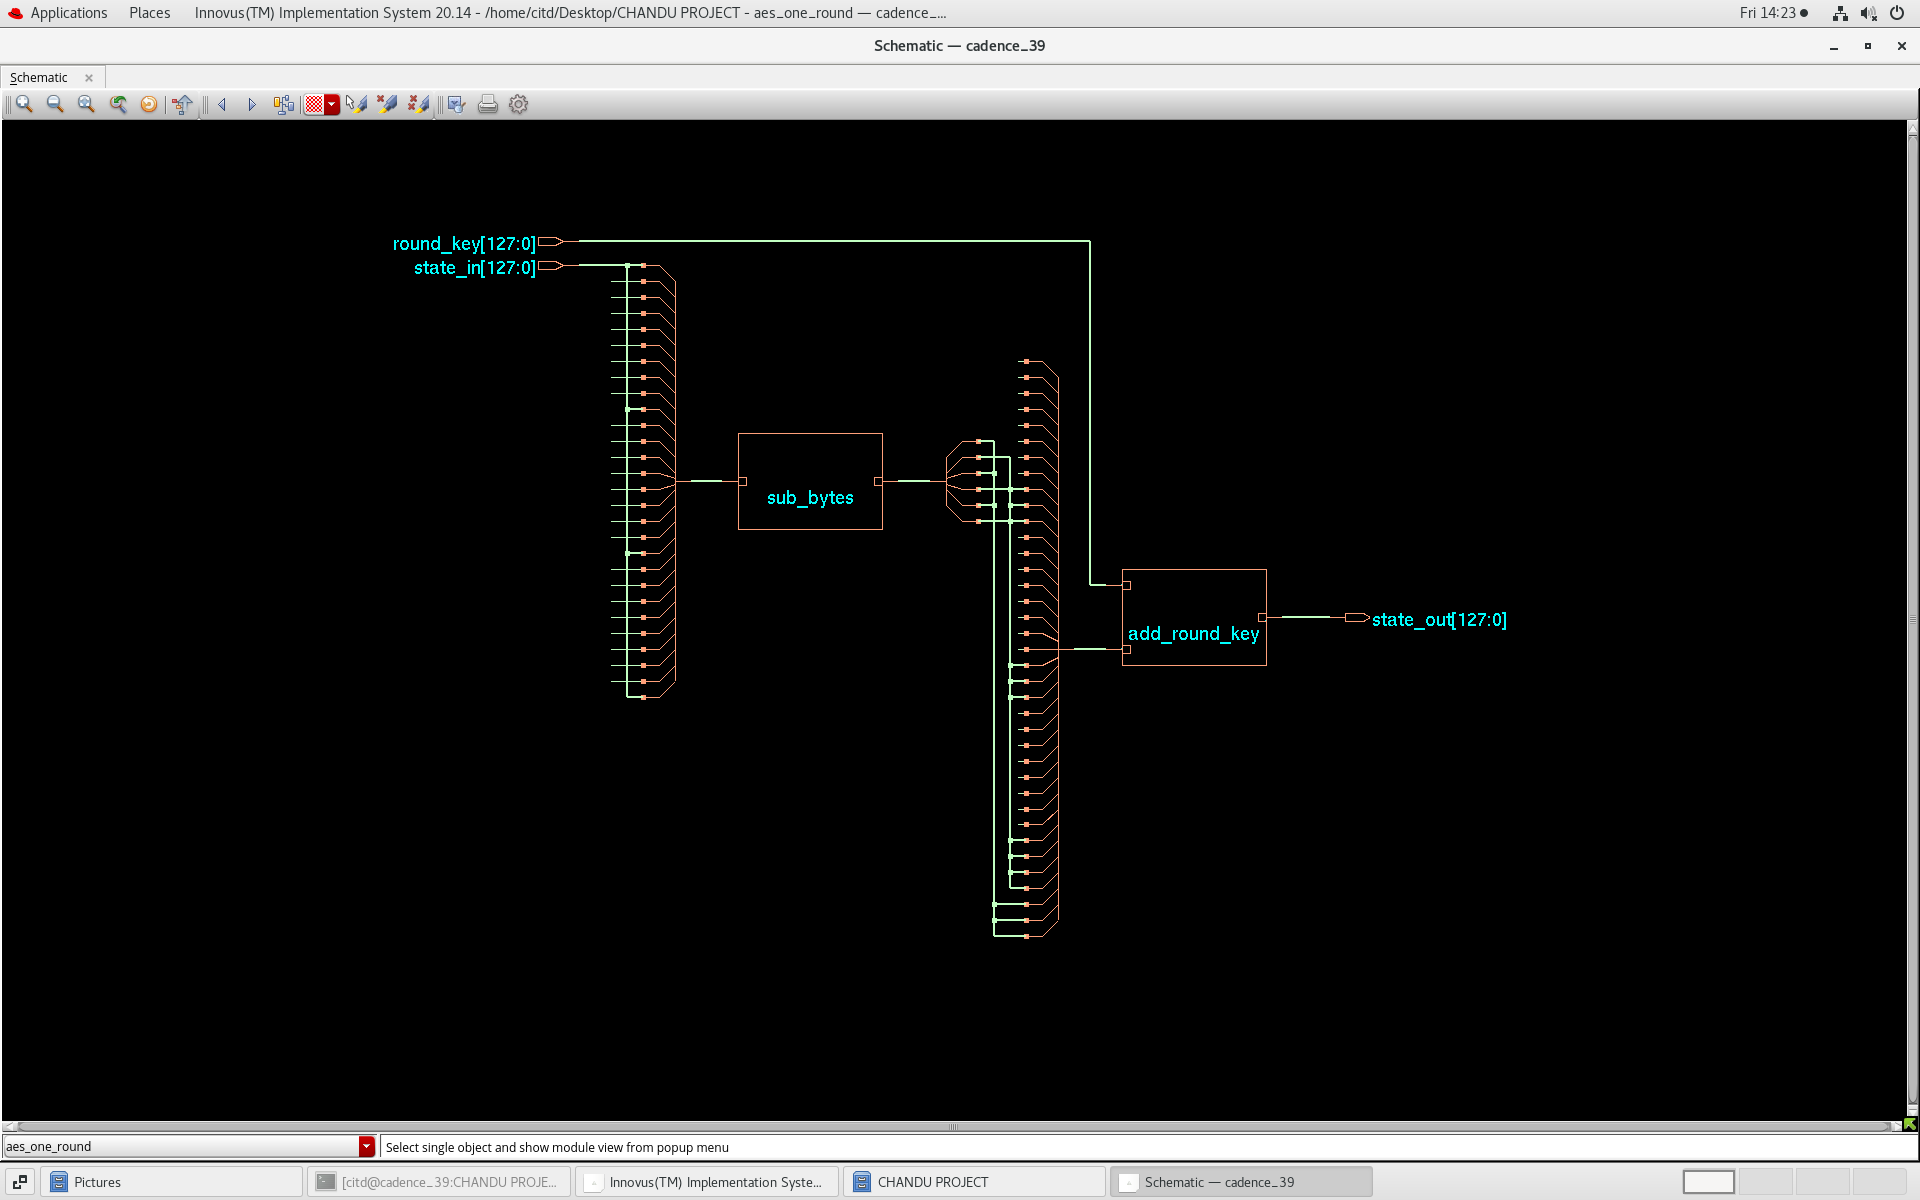 Applications Places Innovus(TM) Implementation System 20.14 - /home/citd/Desktop/CHANDU PROJECT - aes_one_round — cadence_... Fri 14:23
Schematic — cadence_39
Schematic
round_key[127:0]
state_in[127:0]
sub_bytes
add_round_key
state_out[127:0]
aes_one_round Select single object and show module view from popup menu
Pictures [citd@cadence_39:CHANDU PROJE... Innovus(TM) Implementation Syste... CHANDU PROJECT Schematic — cadence_39